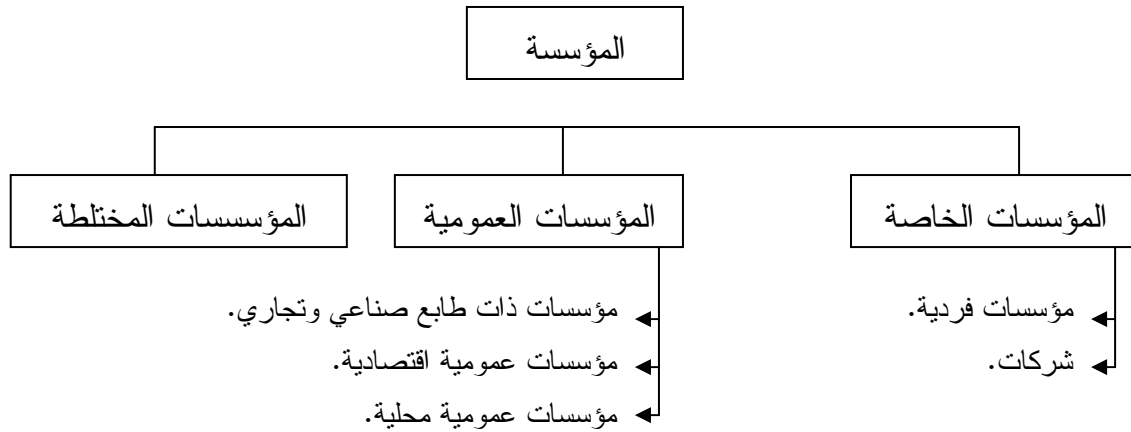 المؤسسة
المؤسسات الخاصة
المؤسسات العمومية
المؤسسسات المختلطة
مؤسسات فردية.
شركات.
مؤسسات ذات طابع صناعي وتجاري.
مؤسسات عمومية اقتصادية.
مؤسسات عمومية محلية.